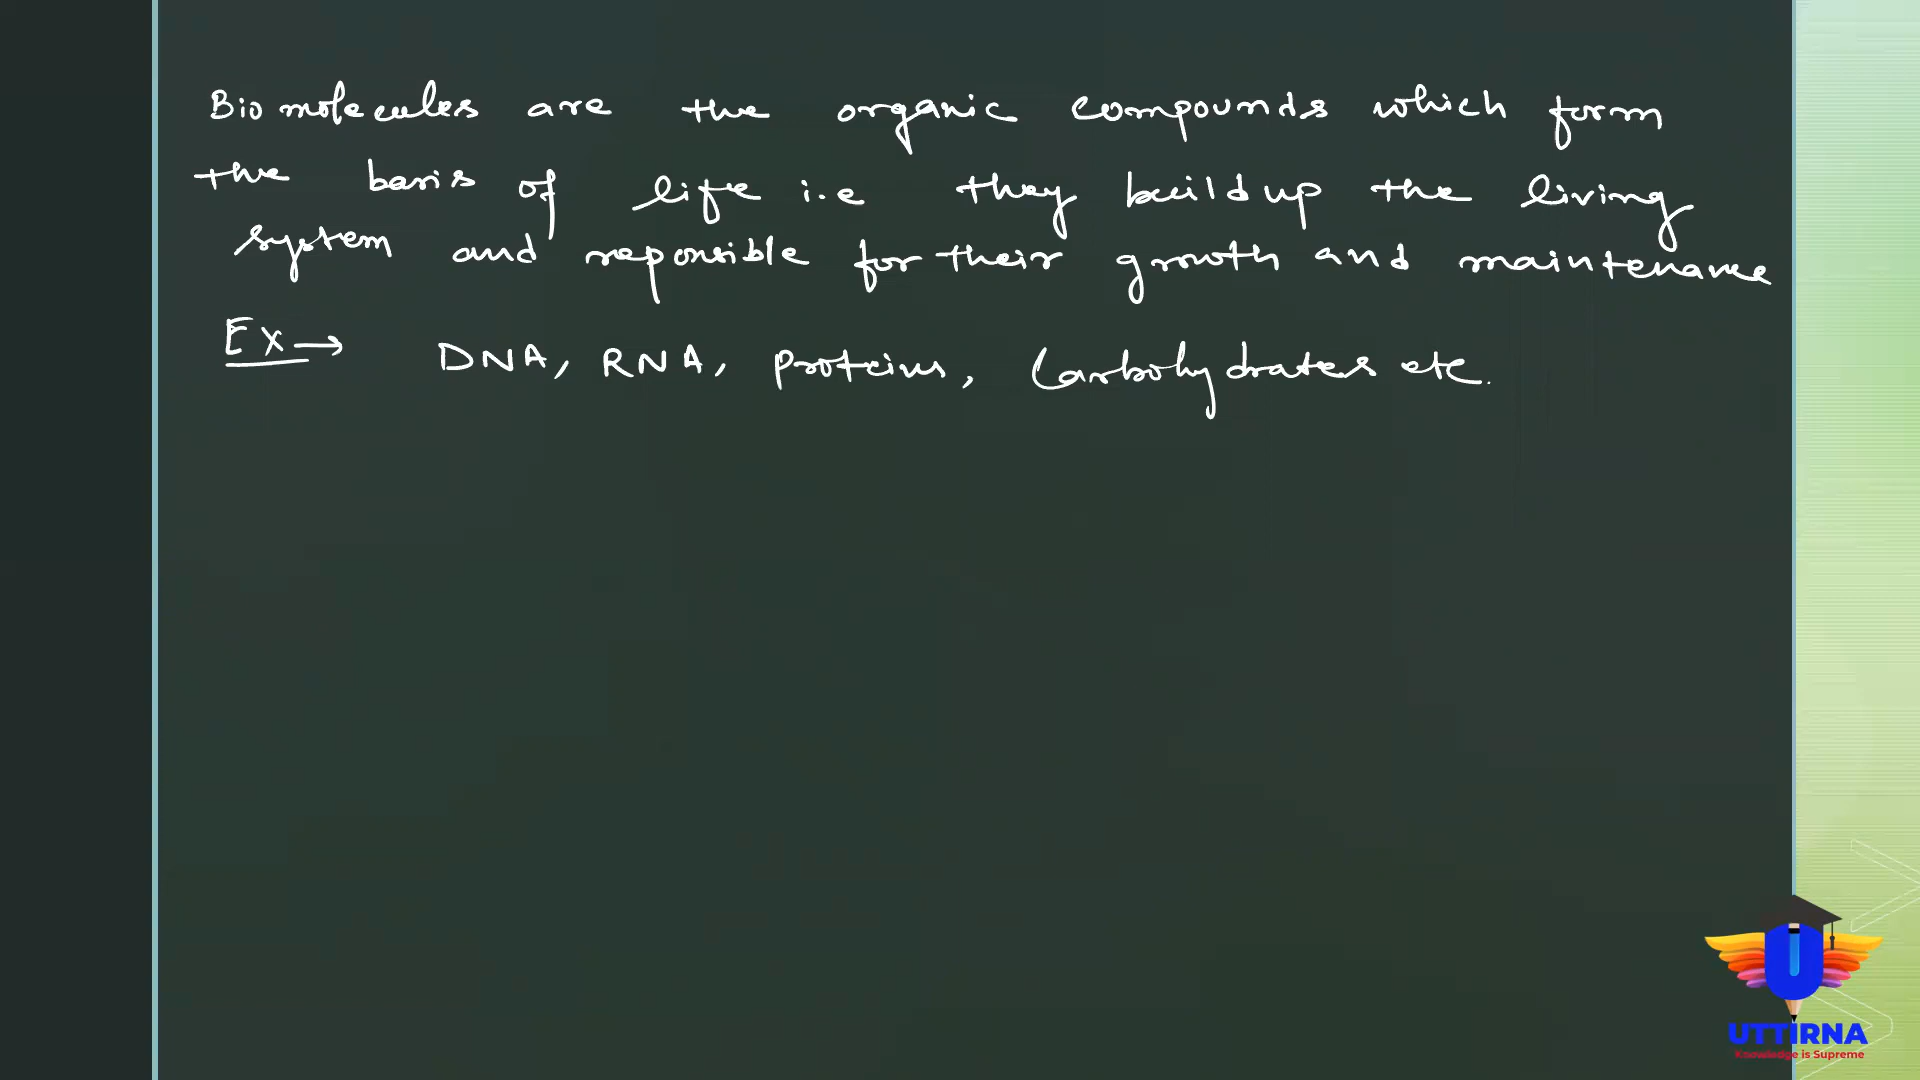 Bio molecules are the organic compounds which form
the basis of life i.e they build up the living
system and reponsible for their growth and maintenance
Ex → DNA, RNA, Proteins, Carbohydrates etc.
UTTIRNA
Knowledge is Supreme